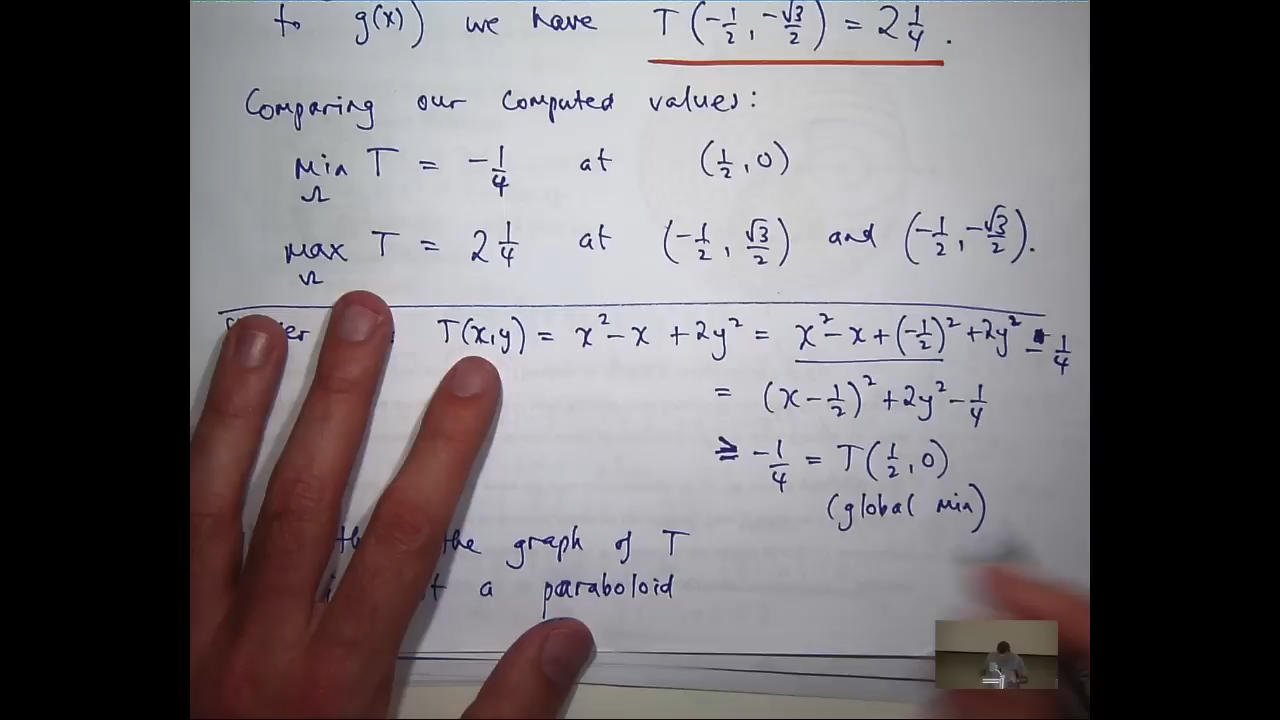 to g(x)) we have T(-1/2, -√3/2) = 2 1/4.
Comparing our computed values:
min T = -1/4 at (1/2, 0)
Ω
max T = 2 1/4 at (-1/2, √3/2) and (-1/2, -√3/2).
Ω
: T(x,y) = x² - x + 2y² = x² - x + (-1/2)² + 2y² - 1/4
= (x - 1/2)² + 2y² - 1/4
≥ -1/4 = T(1/2, 0)
(global min)
the graph of T
a paraboloid